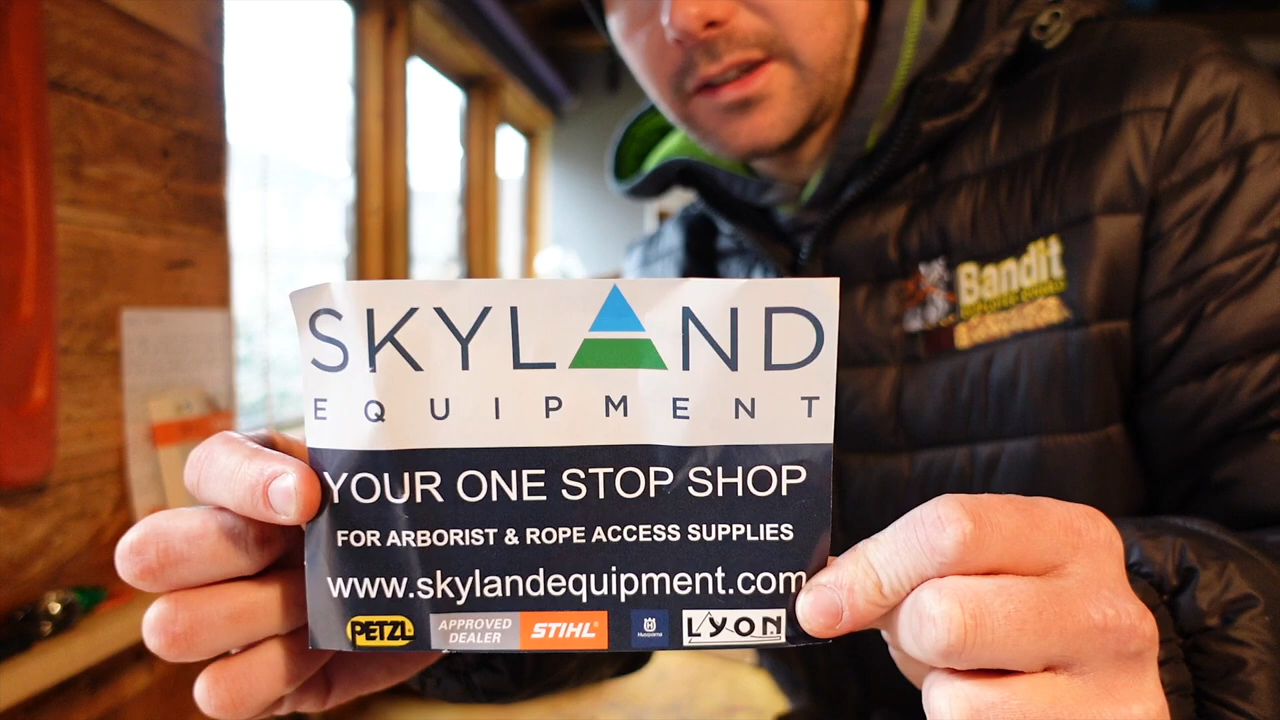 SKYLAND
EQUIPMENT
YOUR ONE STOP SHOP
FOR ARBORIST & ROPE ACCESS SUPPLIES
www.skylandequipment.com
PETZL
APPROVED
DEALER
STIHL®
Husqvarna
LYON
Bandit